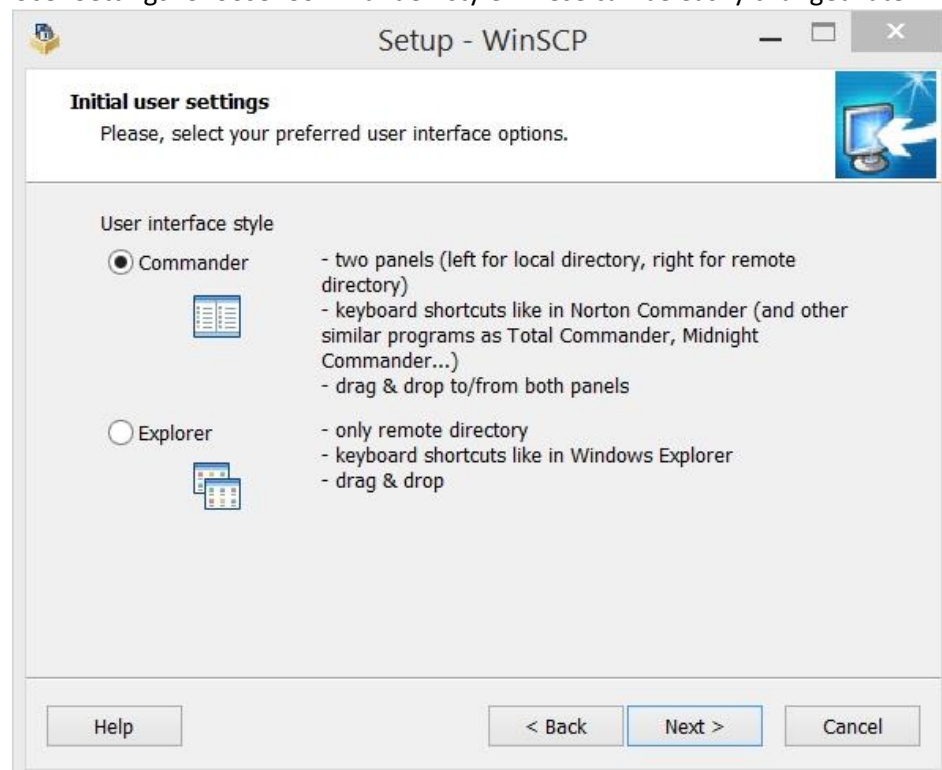 Setup - WinSCP
Initial user settings
Please, select your preferred user interface options.
User interface style
Commander
- two panels (left for local directory, right for remote
directory)
- keyboard shortcuts like in Norton Commander (and other
similar programs as Total Commander, Midnight
Commander...)
- drag & drop to/from both panels
Explorer
- only remote directory
- keyboard shortcuts like in Windows Explorer
- drag & drop
Help
< Back
Next >
Cancel